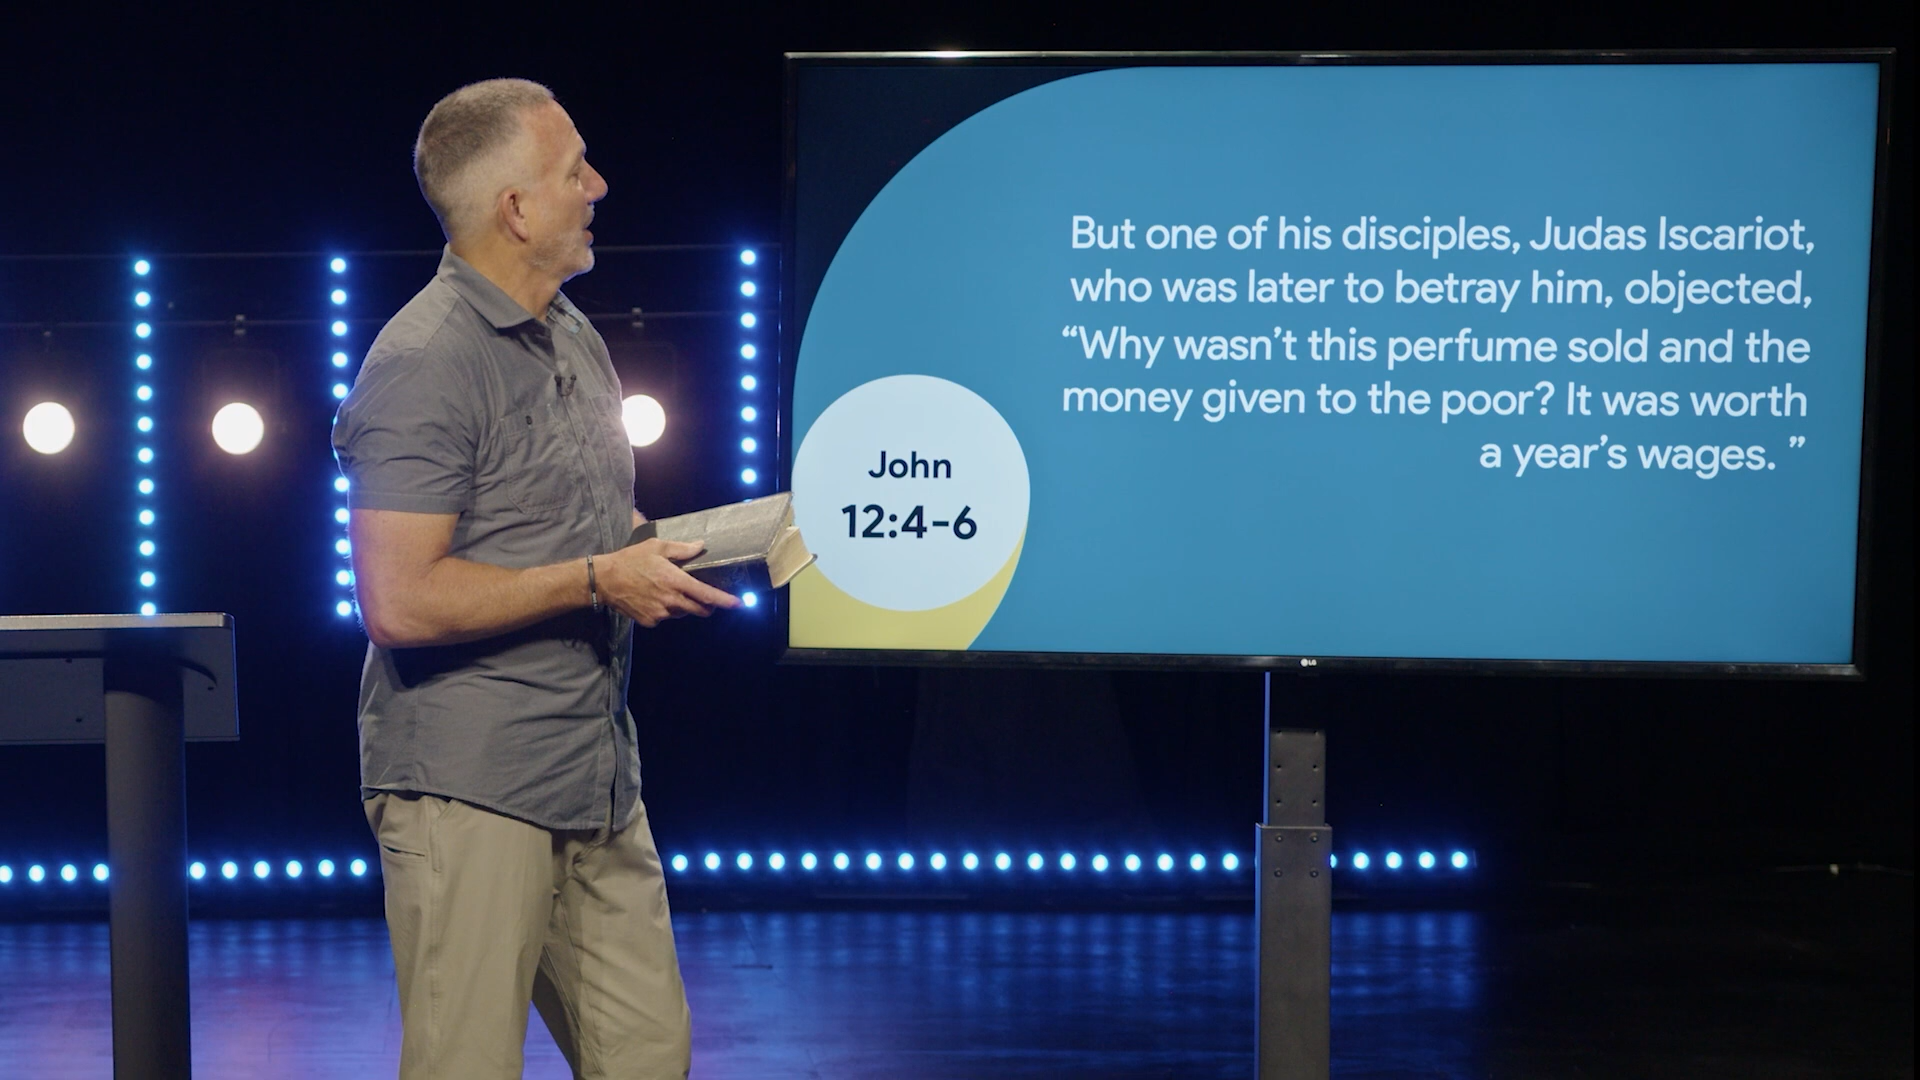 But one of his disciples, Judas Iscariot,
who was later to betray him, objected,
“Why wasn’t this perfume sold and the
money given to the poor? It was worth
a year’s wages. ”
John
12:4-6
LG